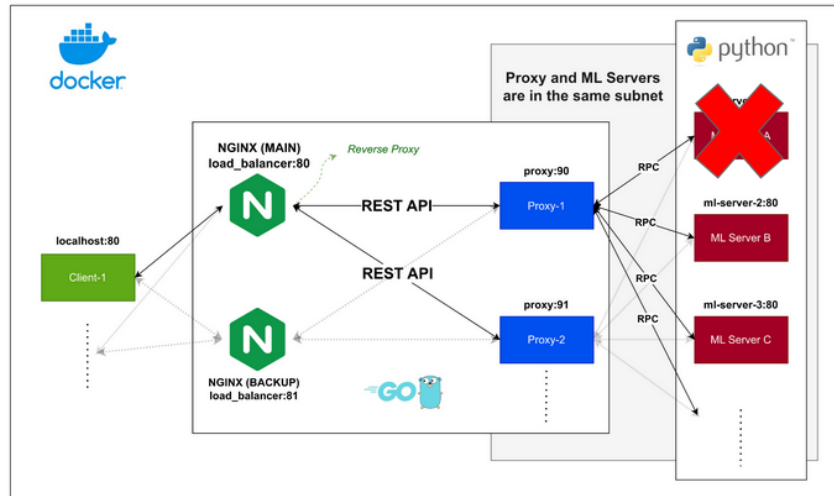 docker
python™
Proxy and ML Servers
are in the same subnet
NGINX (MAIN)
load_balancer:80
Reverse Proxy
REST API
REST API
proxy:90
Proxy-1
RPC
RPC
RPC
RPC
ml-server-2:80
ML Server B
ml-server-3:80
ML Server C
localhost:80
Client-1
proxy:91
Proxy-2
NGINX (BACKUP)
load_balancer:81
GO